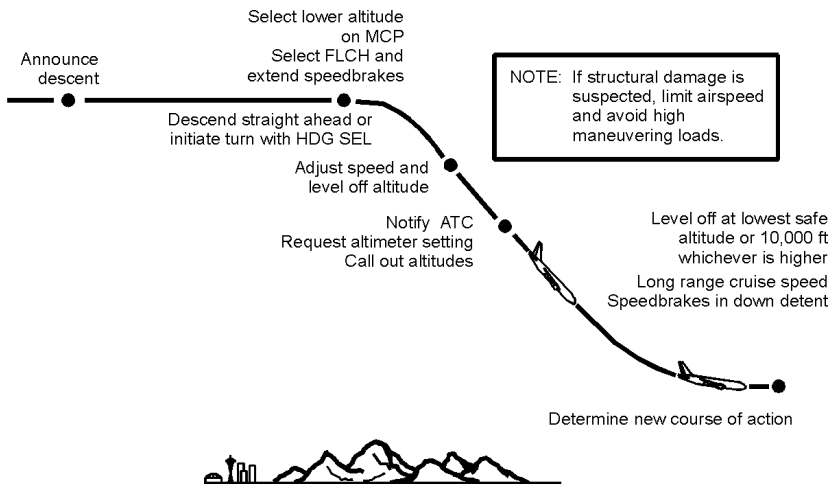 Announce
descent
Select lower altitude
on MCP
Select FLCH and
extend speedbrakes
Descend straight ahead or
initiate turn with HDG SEL
NOTE: If structural damage is
suspected, limit airspeed
and avoid high
maneuvering loads.
Adjust speed and
level off altitude
Notify ATC
Request altimeter setting
Call out altitudes
Level off at lowest safe
altitude or 10,000 ft
whichever is higher
Long range cruise speed
Speedbrakes in down detent
Determine new course of action